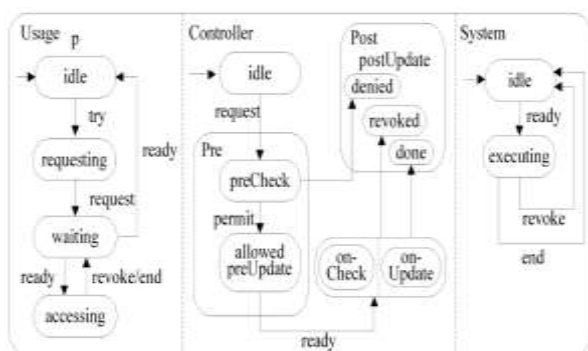 Usage
p
idle
try
requesting
ready
request
waiting
ready
revoke/end
accessing
Controller
idle
request
Pre
preCheck
permit
allowed
preUpdate
ready
Post
postUpdate
denied
revoked
done
on-
Check
on-
Update
System
idle
ready
executing
revoke
end